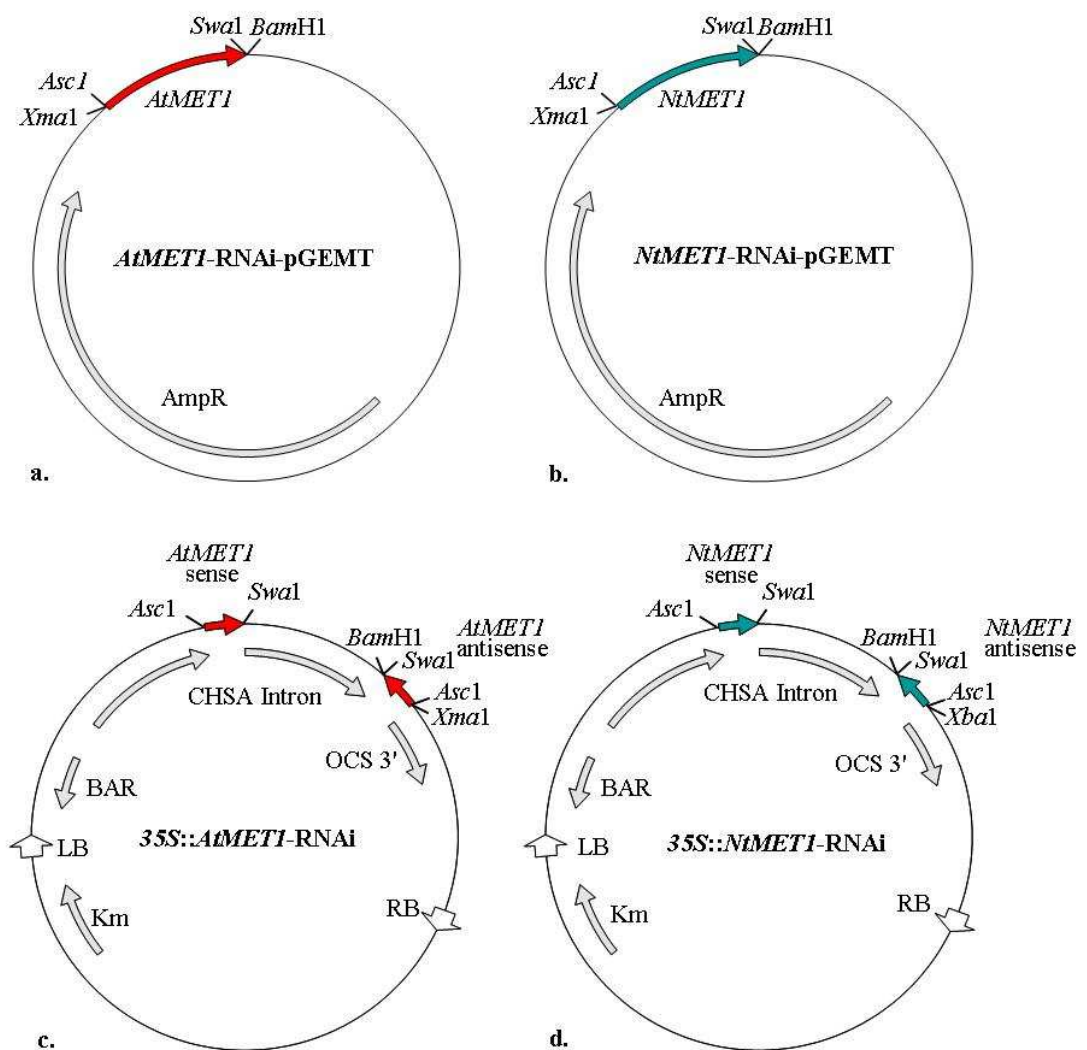 Swa1 BamH1
Asc1
Xma1
AtMET1
AtMET1-RNAi-pGEMT
AmpR
a.
Swa1 BamH1
Asc1
Xma1
NtMET1
NtMET1-RNAi-pGEMT
AmpR
b.
AtMET1
sense
Asc1
Swa1
BamH1
Swa1
AtMET1
antisense
Asc1
Xma1
CHSA Intron
OCS 3'
BAR
35S::AtMET1-RNAi
LB
RB
Km
c.
NtMET1
sense
Asc1
Swa1
BamH1
Swa1
NtMET1
antisense
Asc1
Xba1
CHSA Intron
OCS 3'
BAR
35S::NtMET1-RNAi
LB
RB
Km
d.